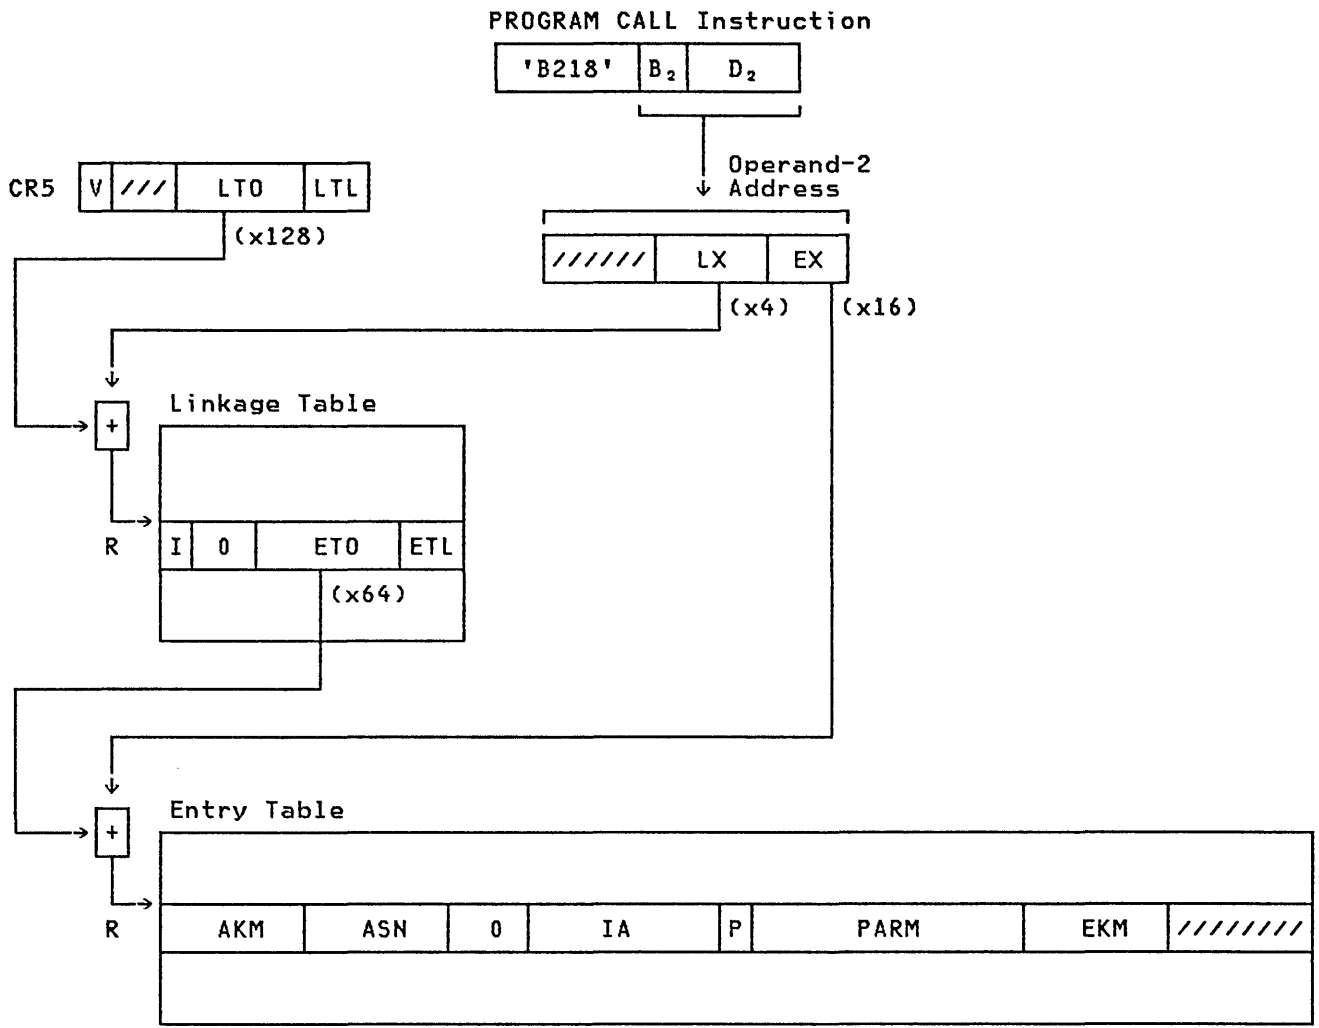 PROGRAM CALL Instruction
'B218' B₂ D₂
Operand-2
Address
CR5 V /// LTO LTL
(x128)
////// LX EX
(x4) (x16)
Linkage Table
+
R I 0 ETO ETL
(x64)
Entry Table
+
R AKM ASN 0 IA P PARM EKM ////////